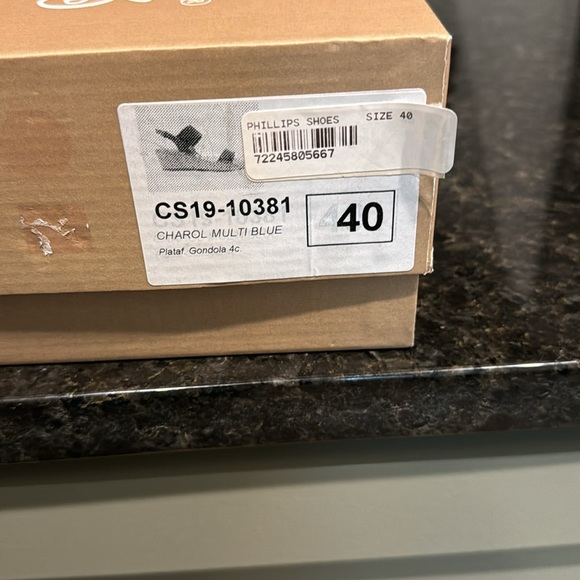 PHILLIPS SHOES SIZE 40
72245805667
CS19-10381
40
CHAROL MULTI BLUE
Plataf. Gondola 4c.